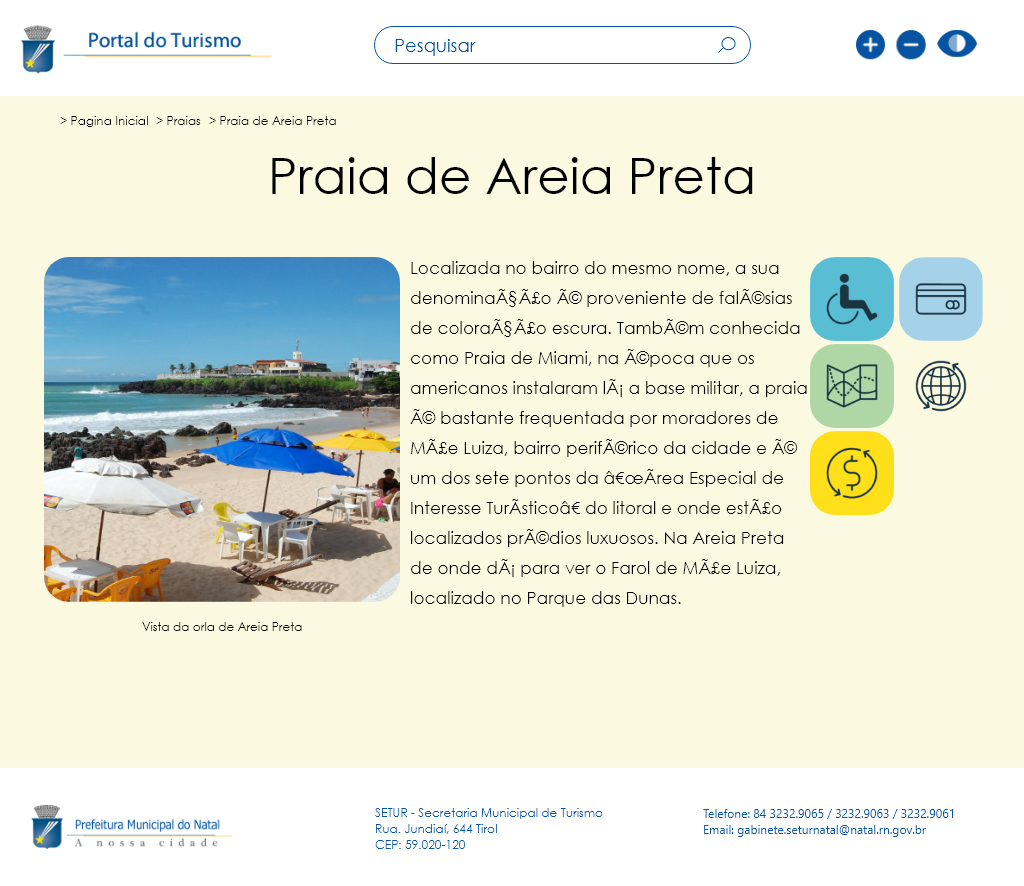 Portal do Turismo
Pesquisar
> Pagina Inicial > Praias > Praia de Areia Preta
Praia de Areia Preta
Localizada no bairro do mesmo nome, a sua
denominaÃ§Ã£o Ã© proveniente de falÃ©sias
de coloraÃ§Ã£o escura. TambÃ©m conhecida
como Praia de Miami, na Ã©poca que os
americanos instalaram lÃ¡ a base militar, a praia
Ã© bastante frequentada por moradores de
MÃ£e Luiza, bairro perifÃ©rico da cidade e Ã©
um dos sete pontos da â€œÃrea Especial de
Interesse TurÃsticoâ€ do litoral e onde estÃ£o
localizados prÃ©dios luxuosos. Na Areia Preta
de onde dÃ¡ para ver o Farol de MÃ£e Luiza,
localizado no Parque das Dunas.
Vista da orla de Areia Preta
Prefeitura Municipal do Natal
A nossa cidade
SETUR - Secretaria Municipal de Turismo
Rua. Jundiaí, 644 Tirol
CEP: 59.020-120
Telefone: 84 3232.9065 / 3232.9063 / 3232.9061
Email: gabinete.seturnatal@natal.rn.gov.br